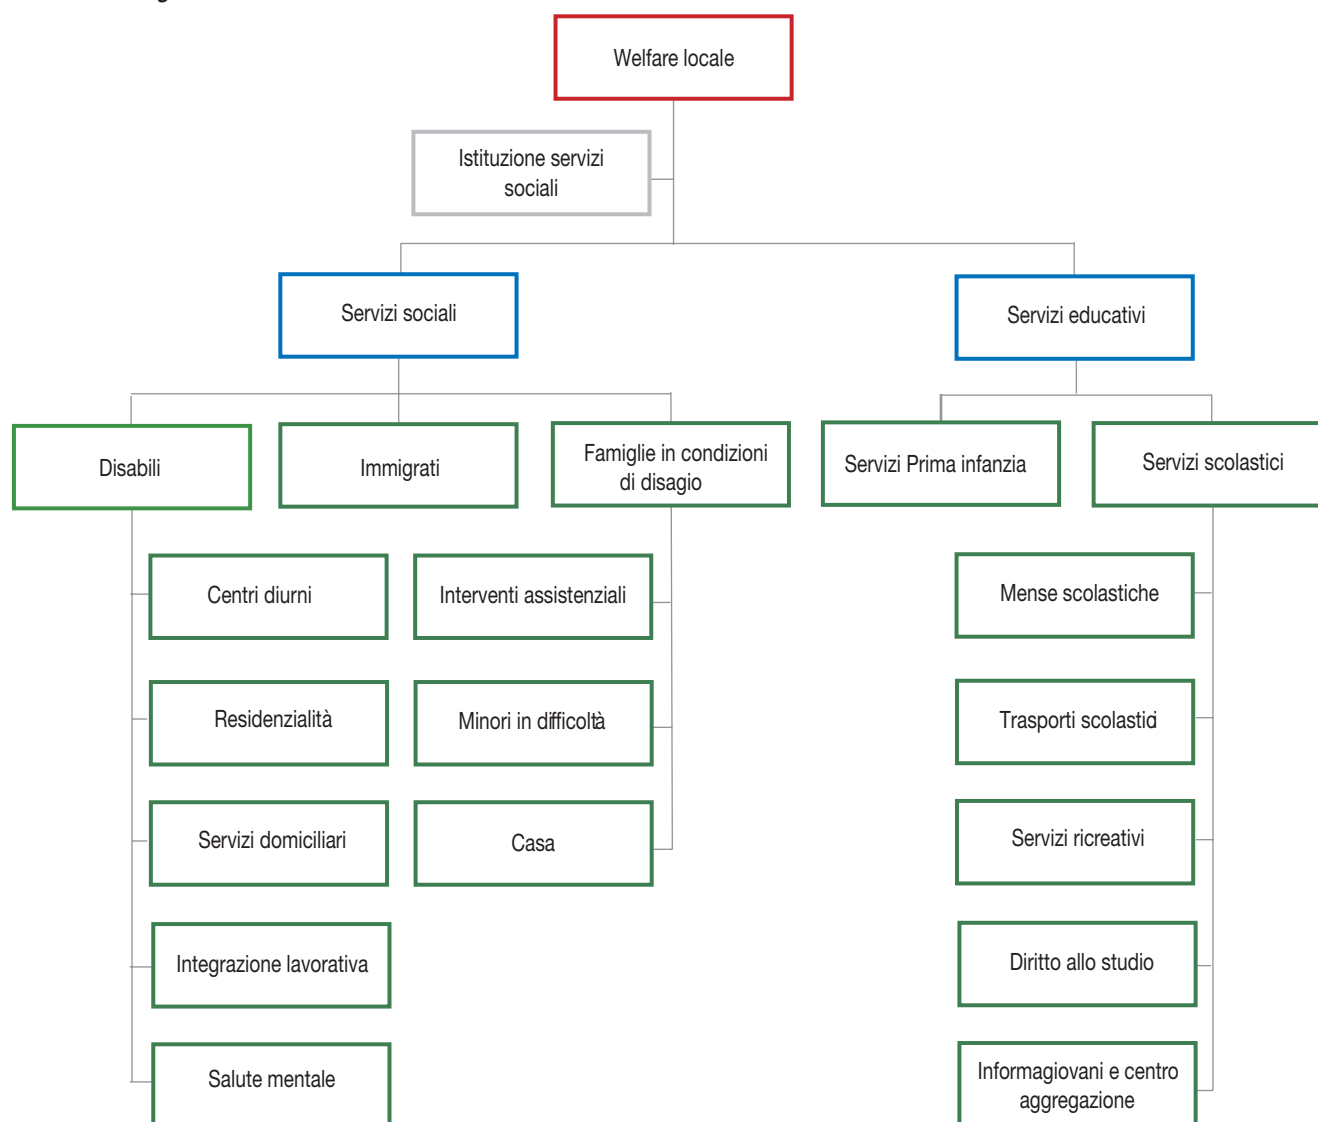 Welfare locale
Istituzione servizi
sociali
Servizi sociali
Servizi educativi
Disabili
Immigrati
Famiglie in condizioni
di disagio
Servizi Prima infanzia
Servizi scolastici
Centri diurni
Interventi assistenziali
Mense scolastiche
Residenzialità
Minori in difficoltà
Trasporti scolastici
Servizi domiciliari
Casa
Servizi ricreativi
Integrazione lavorativa
Diritto allo studio
Salute mentale
Informagiovani e centro
aggregazione